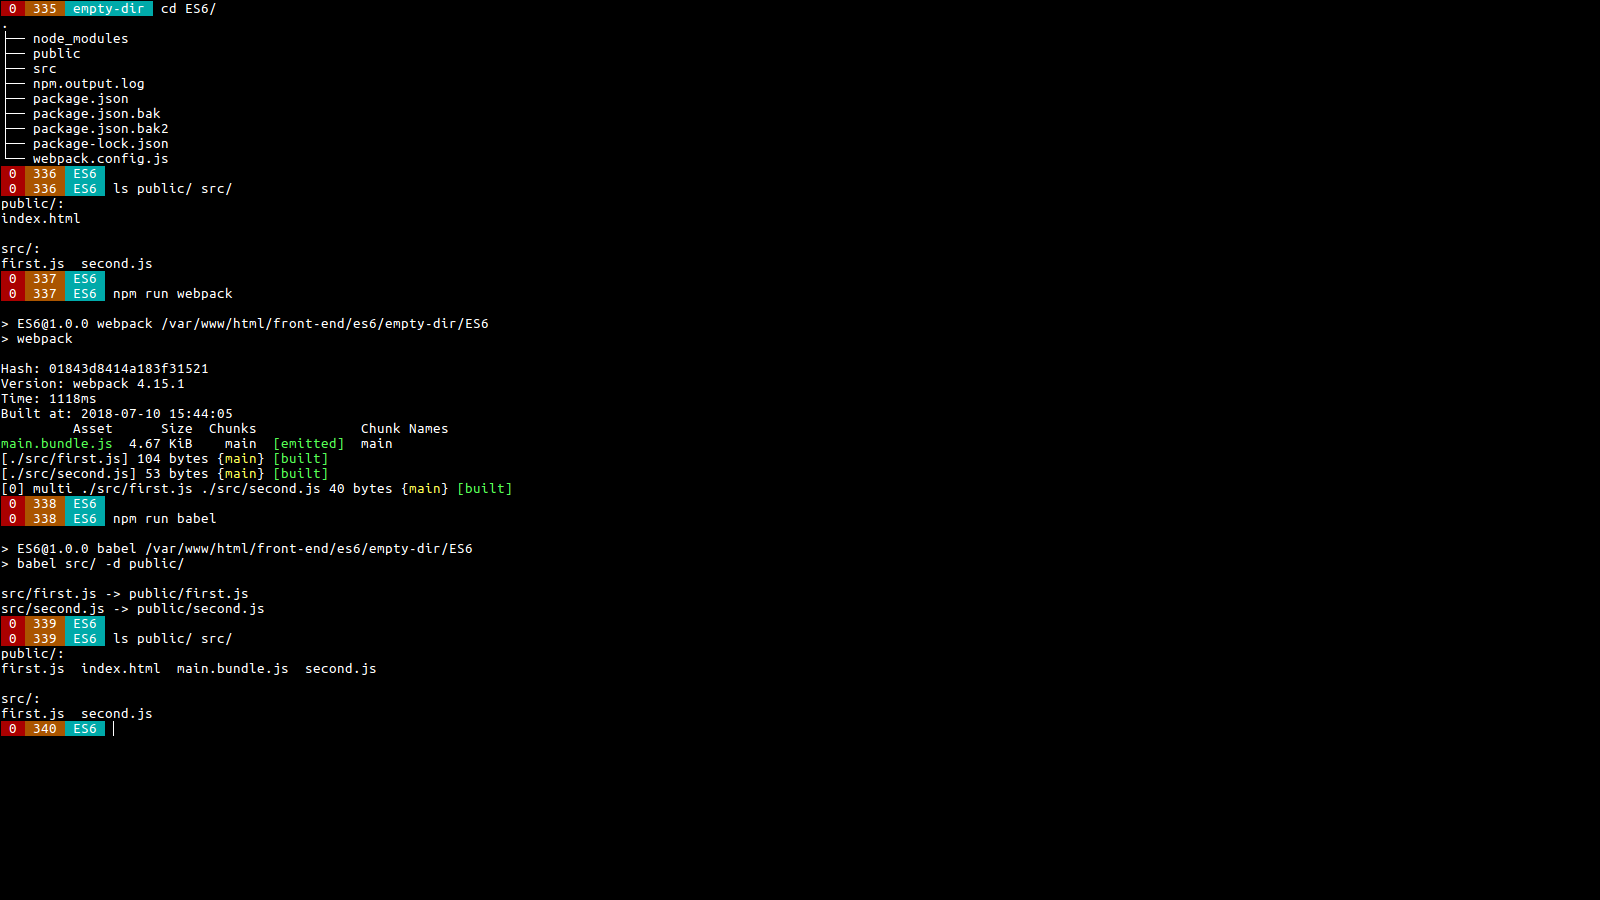 0 335 empty-dir cd ES6/
.
├── node_modules
├── public
├── src
├── npm.output.log
├── package.json
├── package.json.bak
├── package.json.bak2
├── package-lock.json
└── webpack.config.js
0 336 ES6
0 336 ES6 ls public/ src/
public/:
index.html

src/:
first.js  second.js
0 337 ES6
0 337 ES6 npm run webpack

> ES6@1.0.0 webpack /var/www/html/front-end/es6/empty-dir/ES6
> webpack

Hash: 01843d8414a183f31521
Version: webpack 4.15.1
Time: 1118ms
Built at: 2018-07-10 15:44:05
         Asset      Size  Chunks             Chunk Names
main.bundle.js  4.67 KiB    main  [emitted]  main
[./src/first.js] 104 bytes {main} [built]
[./src/second.js] 53 bytes {main} [built]
[0] multi ./src/first.js ./src/second.js 40 bytes {main} [built]
0 338 ES6
0 338 ES6 npm run babel

> ES6@1.0.0 babel /var/www/html/front-end/es6/empty-dir/ES6
> babel src/ -d public/

src/first.js -> public/first.js
src/second.js -> public/second.js
0 339 ES6
0 339 ES6 ls public/ src/
public/:
first.js  index.html  main.bundle.js  second.js

src/:
first.js  second.js
0 340 ES6